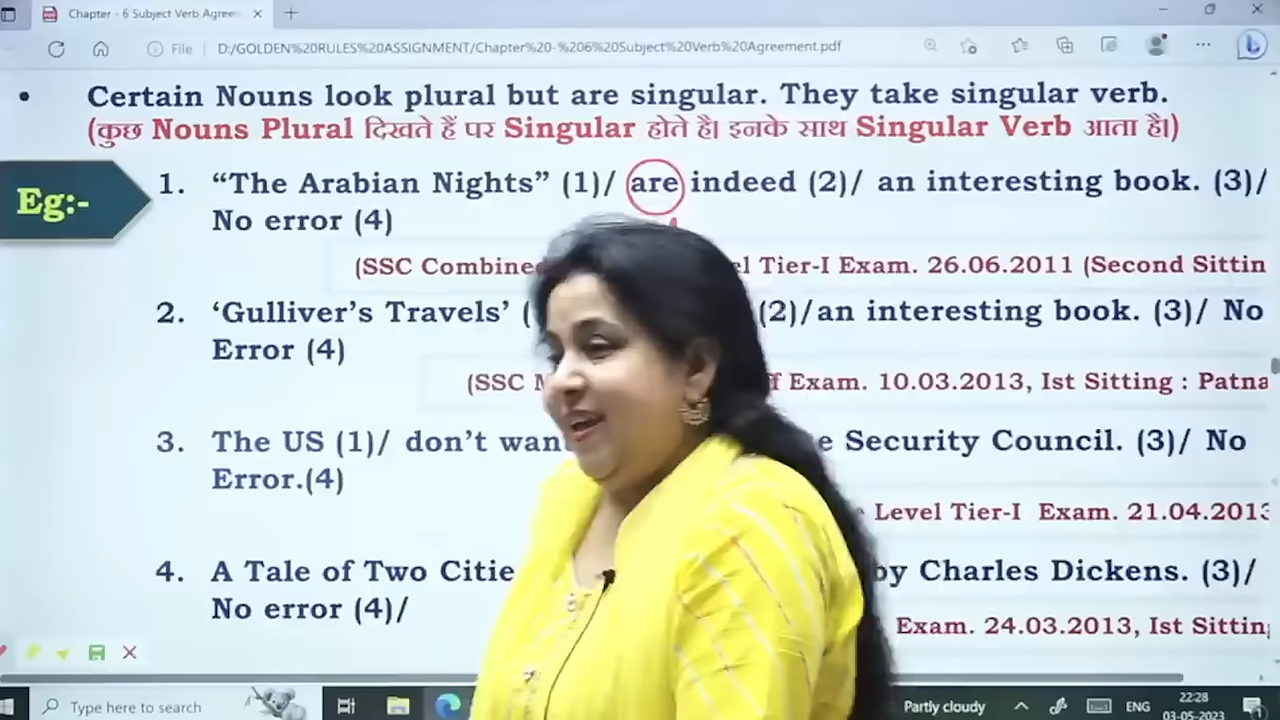 Chapter - 6 Subject Verb Agree
File D:/GOLDEN%20RULES%20ASSIGNMENT/Chapter%20-%206%20Subject%20Verb%20Agreement.pdf
• Certain Nouns look plural but are singular. They take singular verb.
(कुछ Nouns Plural दिखते हैं पर Singular होते है। इनके साथ Singular Verb आता है।)
Eg:-
1. “The Arabian Nights” (1)/ are indeed (2)/ an interesting book. (3)/
No error (4)
(SSC Combine Tier-I Exam. 26.06.2011 (Second Sittin
2. ‘Gulliver’s Travels’ ( (2)/an interesting book. (3)/ No
Error (4)
(SSC Exam. 10.03.2013, Ist Sitting : Patna
3. The US (1)/ don’t wan Security Council. (3)/ No
Error.(4)
Level Tier-I Exam. 21.04.2013
4. A Tale of Two Citie by Charles Dickens. (3)/
No error (4)/
Exam. 24.03.2013, Ist Sittin
Type here to search
Partly cloudy
ENG
22:28
03-05-2023